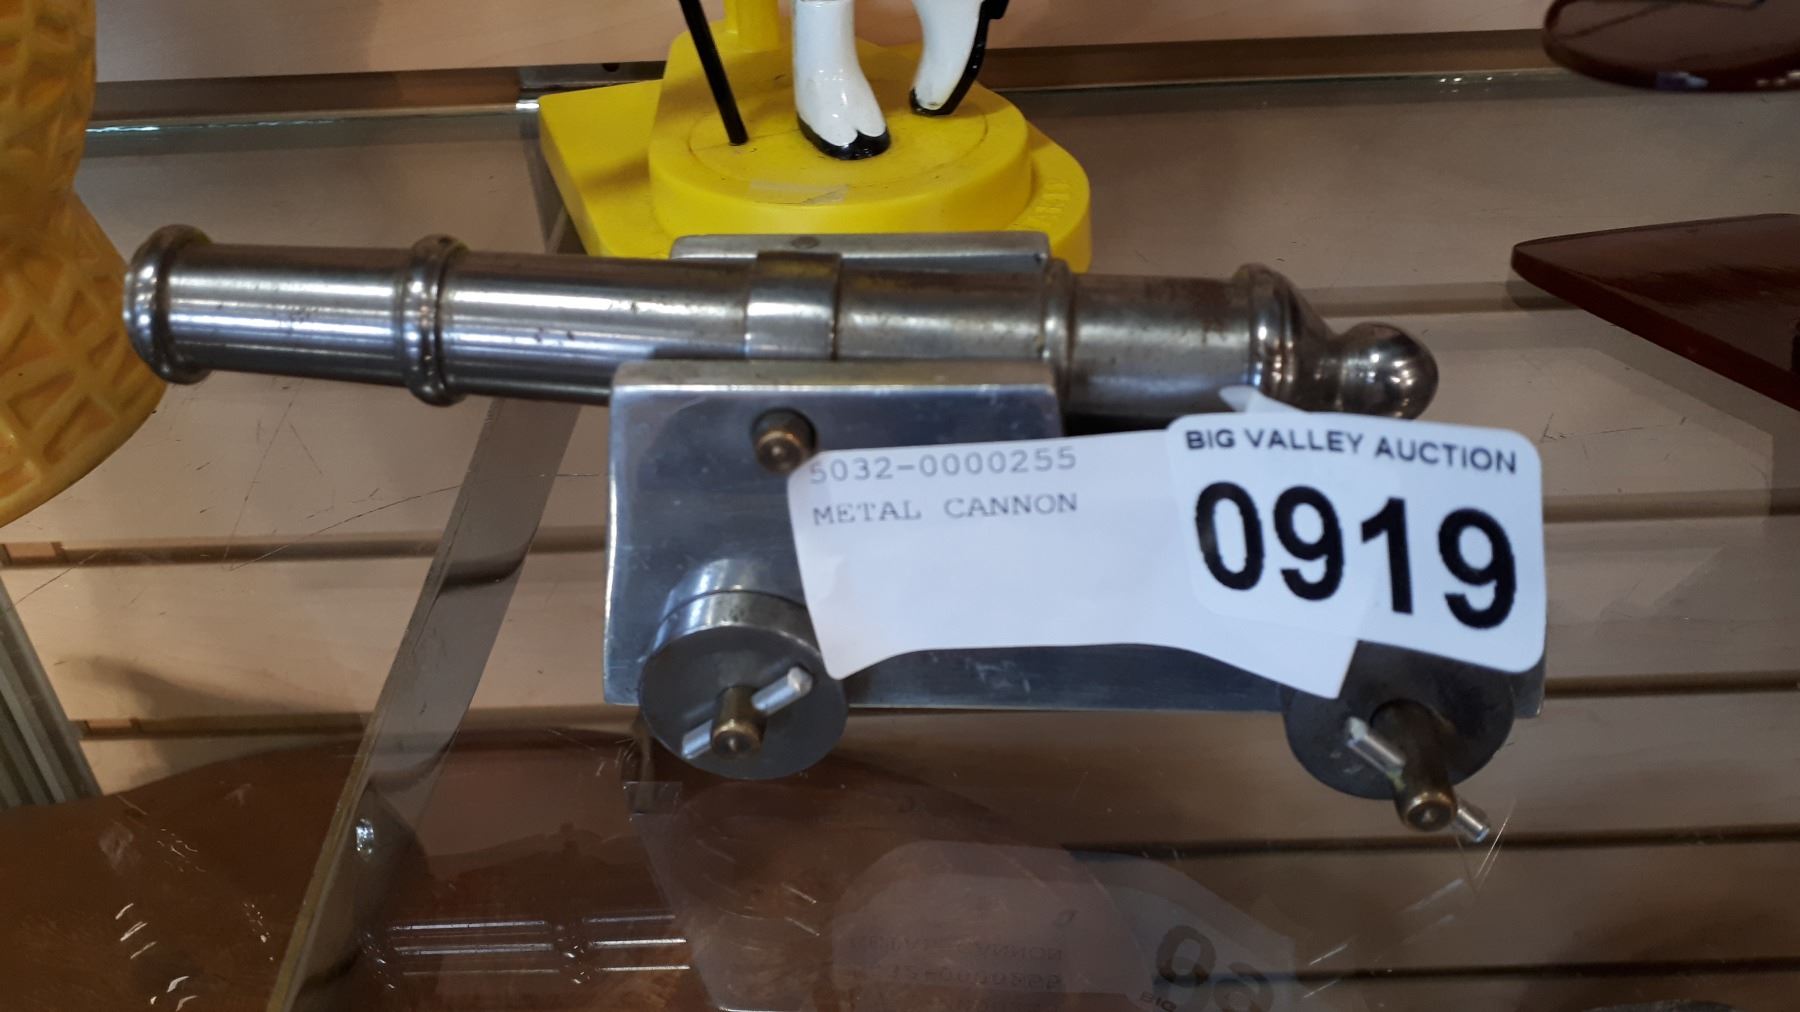 5032-0000255
METAL CANNON
BIG VALLEY AUCTION
0919